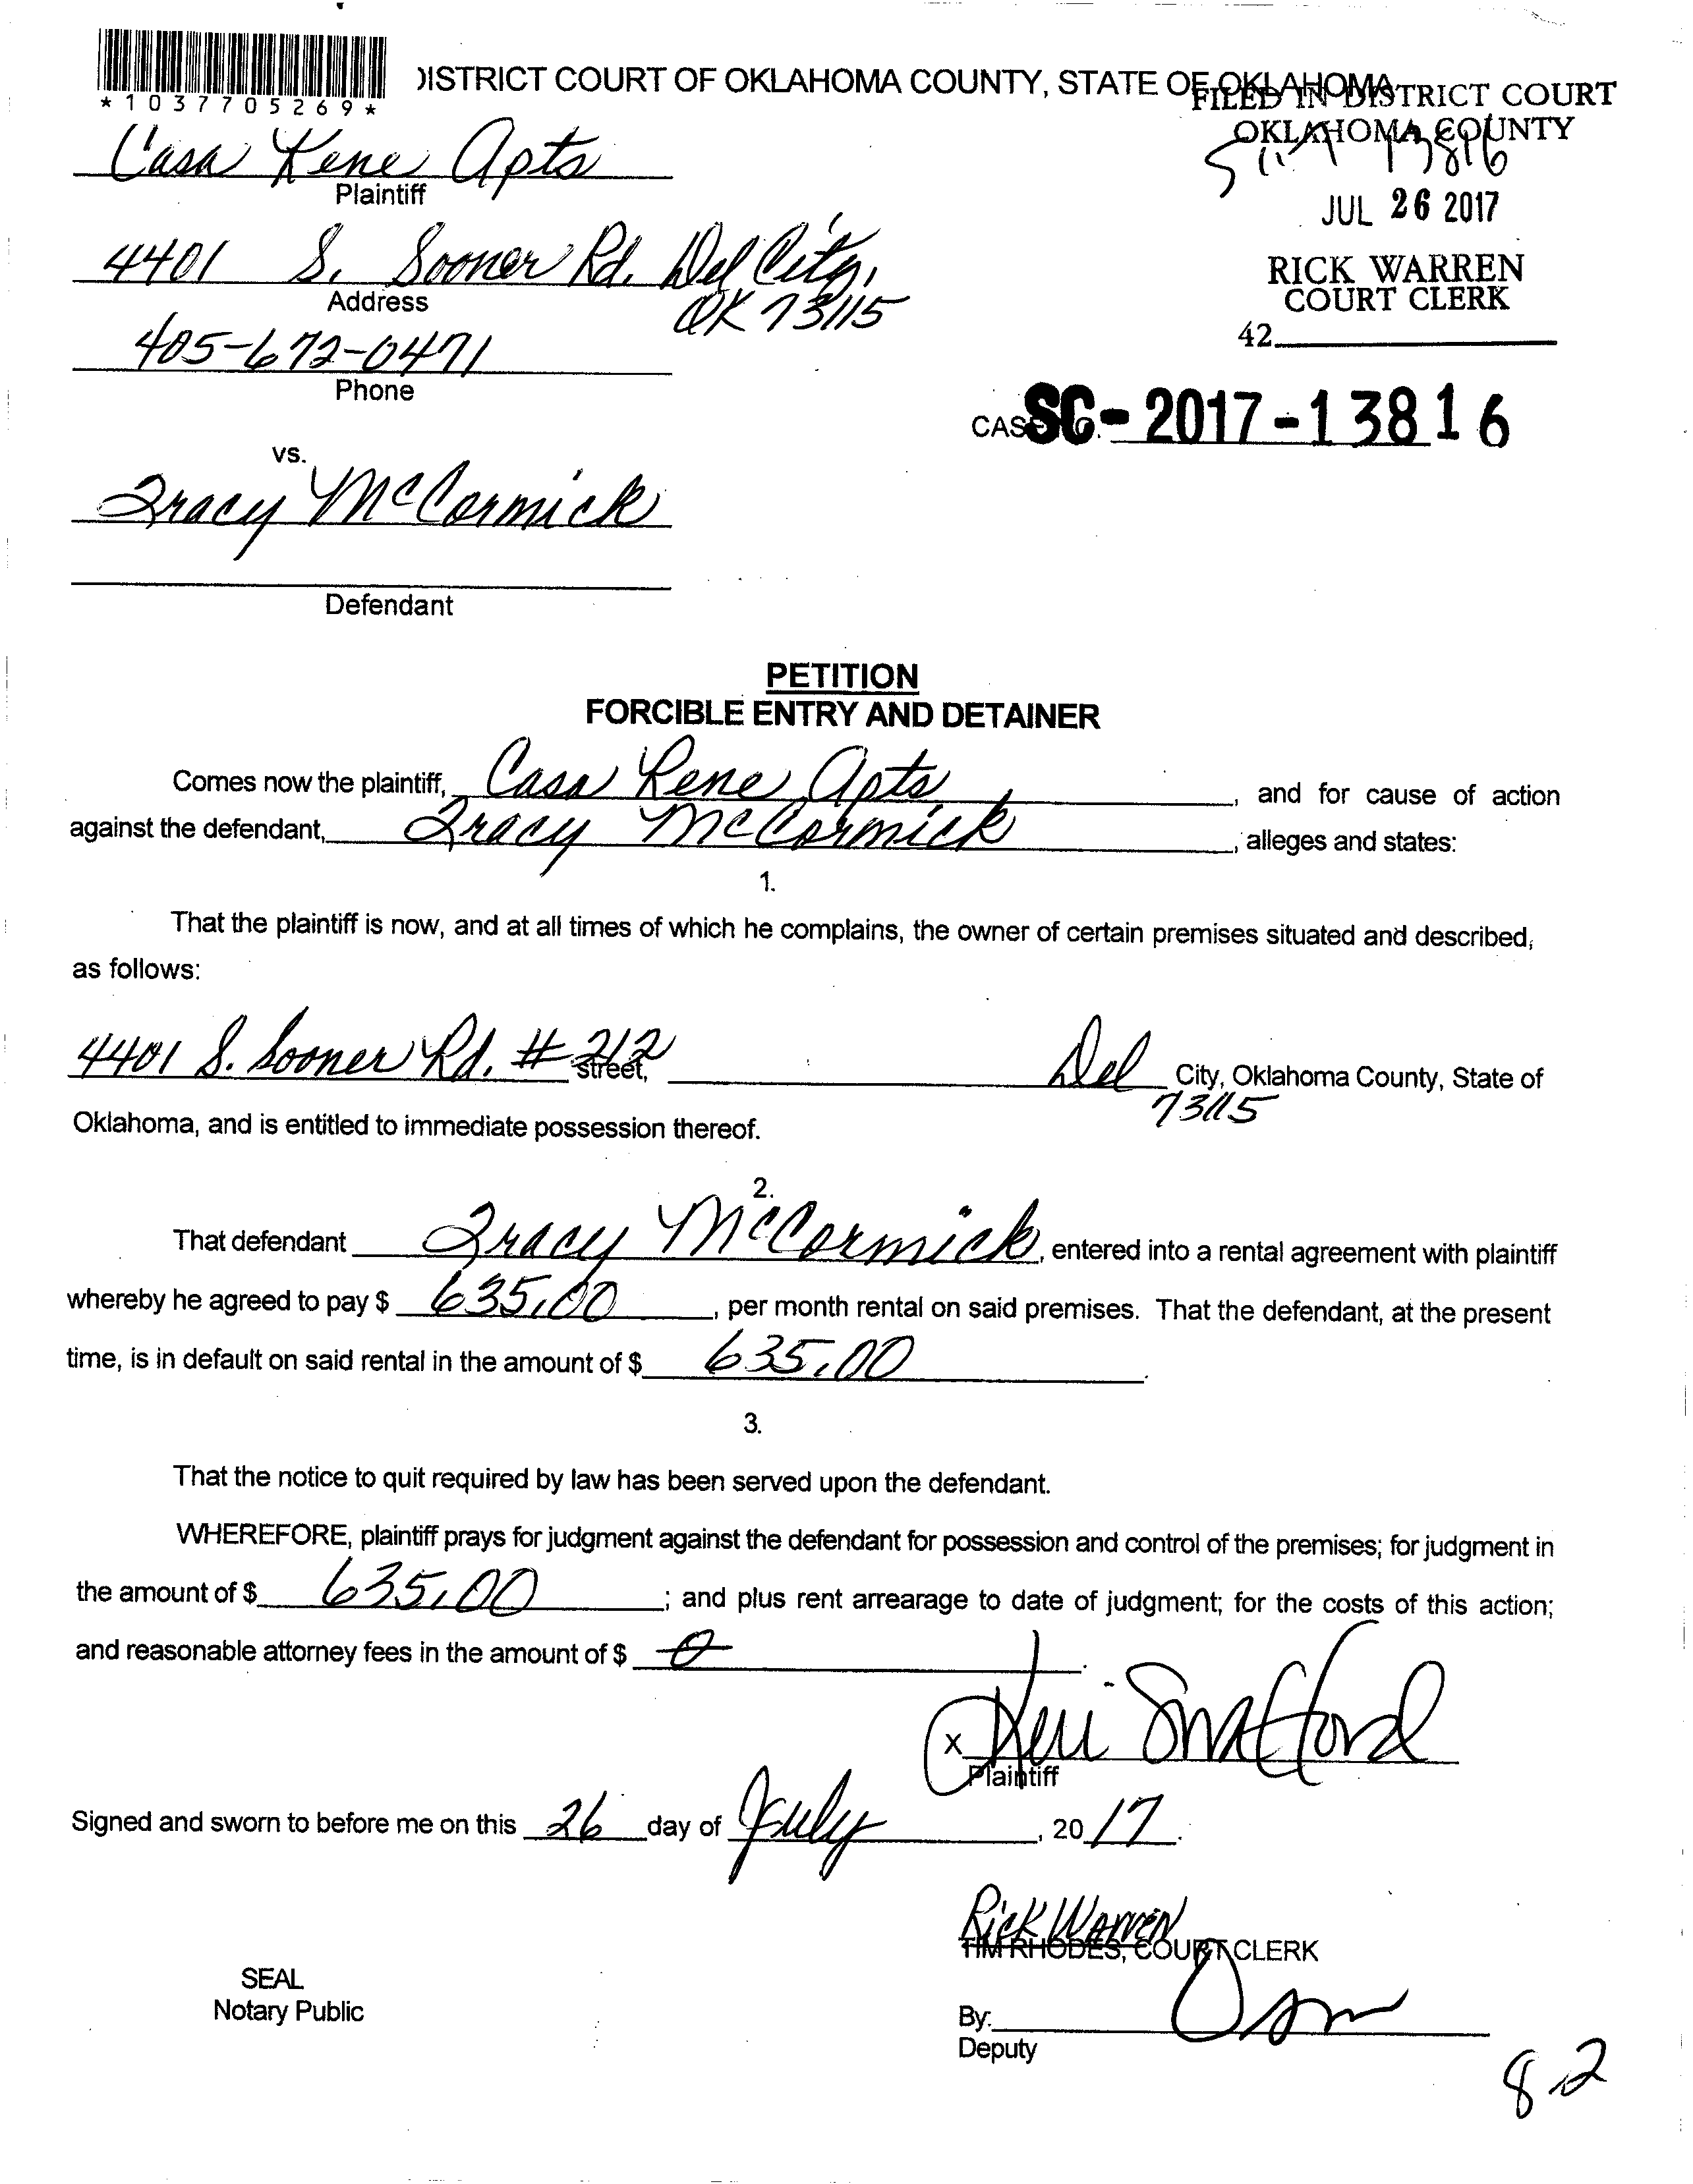 *1037705269*
DISTRICT COURT OF OKLAHOMA COUNTY, STATE OF OKLAHOMA
FILED IN DISTRICT COURT
OKLAHOMA COUNTY
13816
JUL 26 2017
RICK WARREN
COURT CLERK
42
Casa Rene Apts
Plaintiff
4401 S. Sooner Rd. Del City,
OK 73115
Address
405-672-0471
Phone
CASE NO. SC-2017-13816
vs.
Tracy McCormick
Defendant
PETITION
FORCIBLE ENTRY AND DETAINER
Comes now the plaintiff, Casa Rene Apts, and for cause of action
against the defendant, Tracy McCormick, alleges and states:
1.
That the plaintiff is now, and at all times of which he complains, the owner of certain premises situated and described,
as follows:
4401 S. Sooner Rd. # 212 street, Del City, Oklahoma County, State of
73115
Oklahoma, and is entitled to immediate possession thereof.
2.
That defendant Tracy McCormick, entered into a rental agreement with plaintiff
whereby he agreed to pay $ 635.00, per month rental on said premises. That the defendant, at the present
time, is in default on said rental in the amount of $ 635.00.
3.
That the notice to quit required by law has been served upon the defendant.
WHEREFORE, plaintiff prays for judgment against the defendant for possession and control of the premises; for judgment in
the amount of $ 635.00; and plus rent arrearage to date of judgment; for the costs of this action;
and reasonable attorney fees in the amount of $ 0.
x Keri
Plaintiff
Signed and sworn to before me on this 26 day of July, 2017.
Rick Warren
TIM RHODES, COURT CLERK
SEAL
Notary Public
By:
Deputy
82